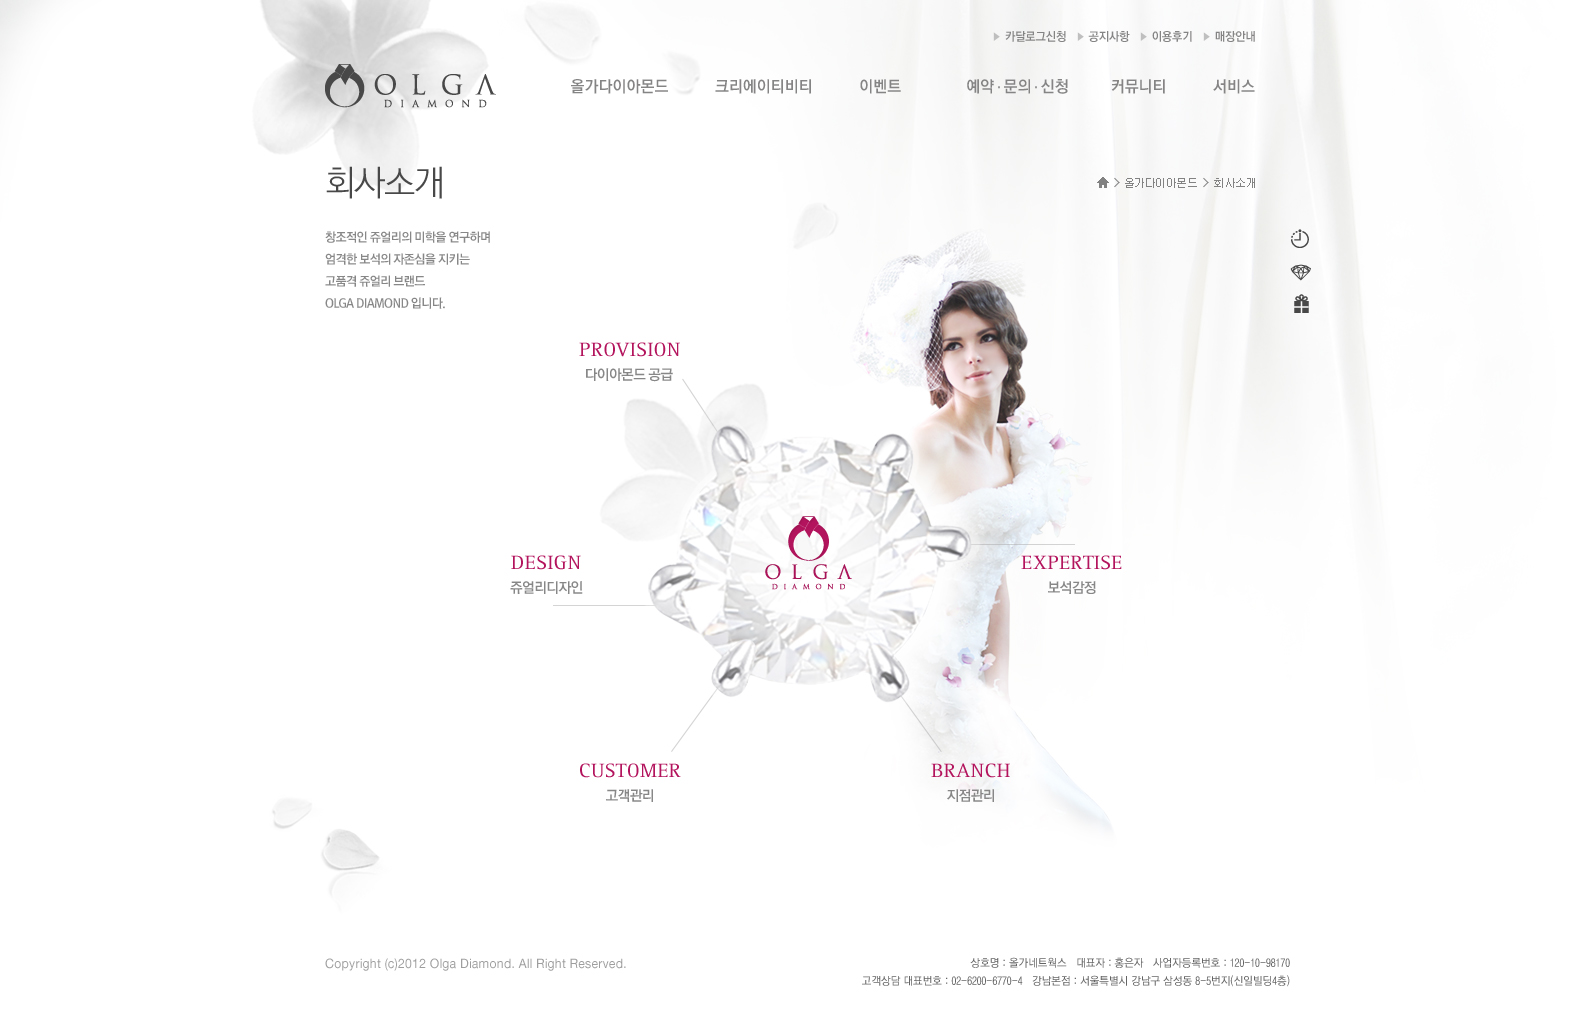 카달로그신청 공지사항 이용후기 매장안내
OLGA
DIAMOND
올가다이아몬드 크리에이티비티 이벤트 예약 · 문의 · 신청 커뮤니티 서비스
회사소개
올가다이아몬드 > 회사소개
창조적인 쥬얼리의 미학을 연구하며
엄격한 보석의 자존심을 지키는
고품격 쥬얼리 브랜드
OLGA DIAMOND 입니다.
PROVISION
다이아몬드 공급
OLGA
DIAMOND
DESIGN
쥬얼리디자인
EXPERTISE
보석감정
CUSTOMER
고객관리
BRANCH
지점관리
Copyright (c)2012 Olga Diamond. All Right Reserved.
상호명 : 올가네트웍스 대표자 : 홍은자 사업자등록번호 : 120-10-98170
고객상담 대표번호 : 02-6200-6770-4 강남본점 : 서울특별시 강남구 삼성동 8-5번지(신일빌딩4층)